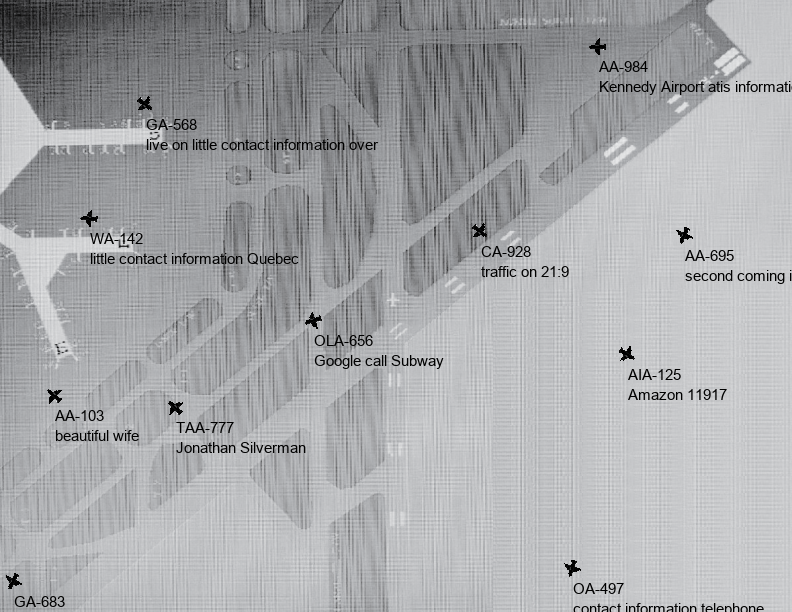 AA-984
Kennedy Airport atis informati
GA-568
live on little contact information over
WA-142
little contact information Quebec
CA-928
traffic on 21:9
AA-695
second coming i
OLA-656
Google call Subway
AIA-125
Amazon 11917
AA-103
beautiful wife
TAA-777
Jonathan Silverman
OA-497
contact information telephone
GA-683